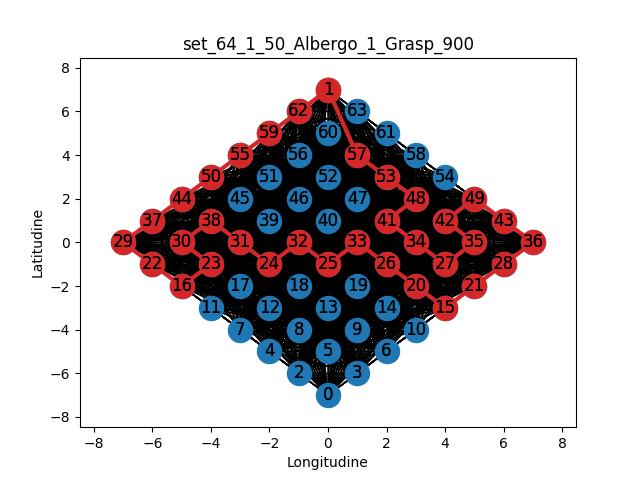 set_64_1_50_Albergo_1_Grasp_900
8
1
6
62 63
59 60 61
4
55 56 57 58
50 51 52 53 54
2
44 45 46 47 48 49
37 38 39 40 41 42 43
0
29 30 31 32 33 34 35 36
22 23 24 25 26 27 28
−2
16 17 18 19 20 21
11 12 13 14 15
−4
7 8 9 10
4 5 6
−6
2 3
0
−8
−8 −6 −4 −2 0 2 4 6 8
Latitudine
Longitudine